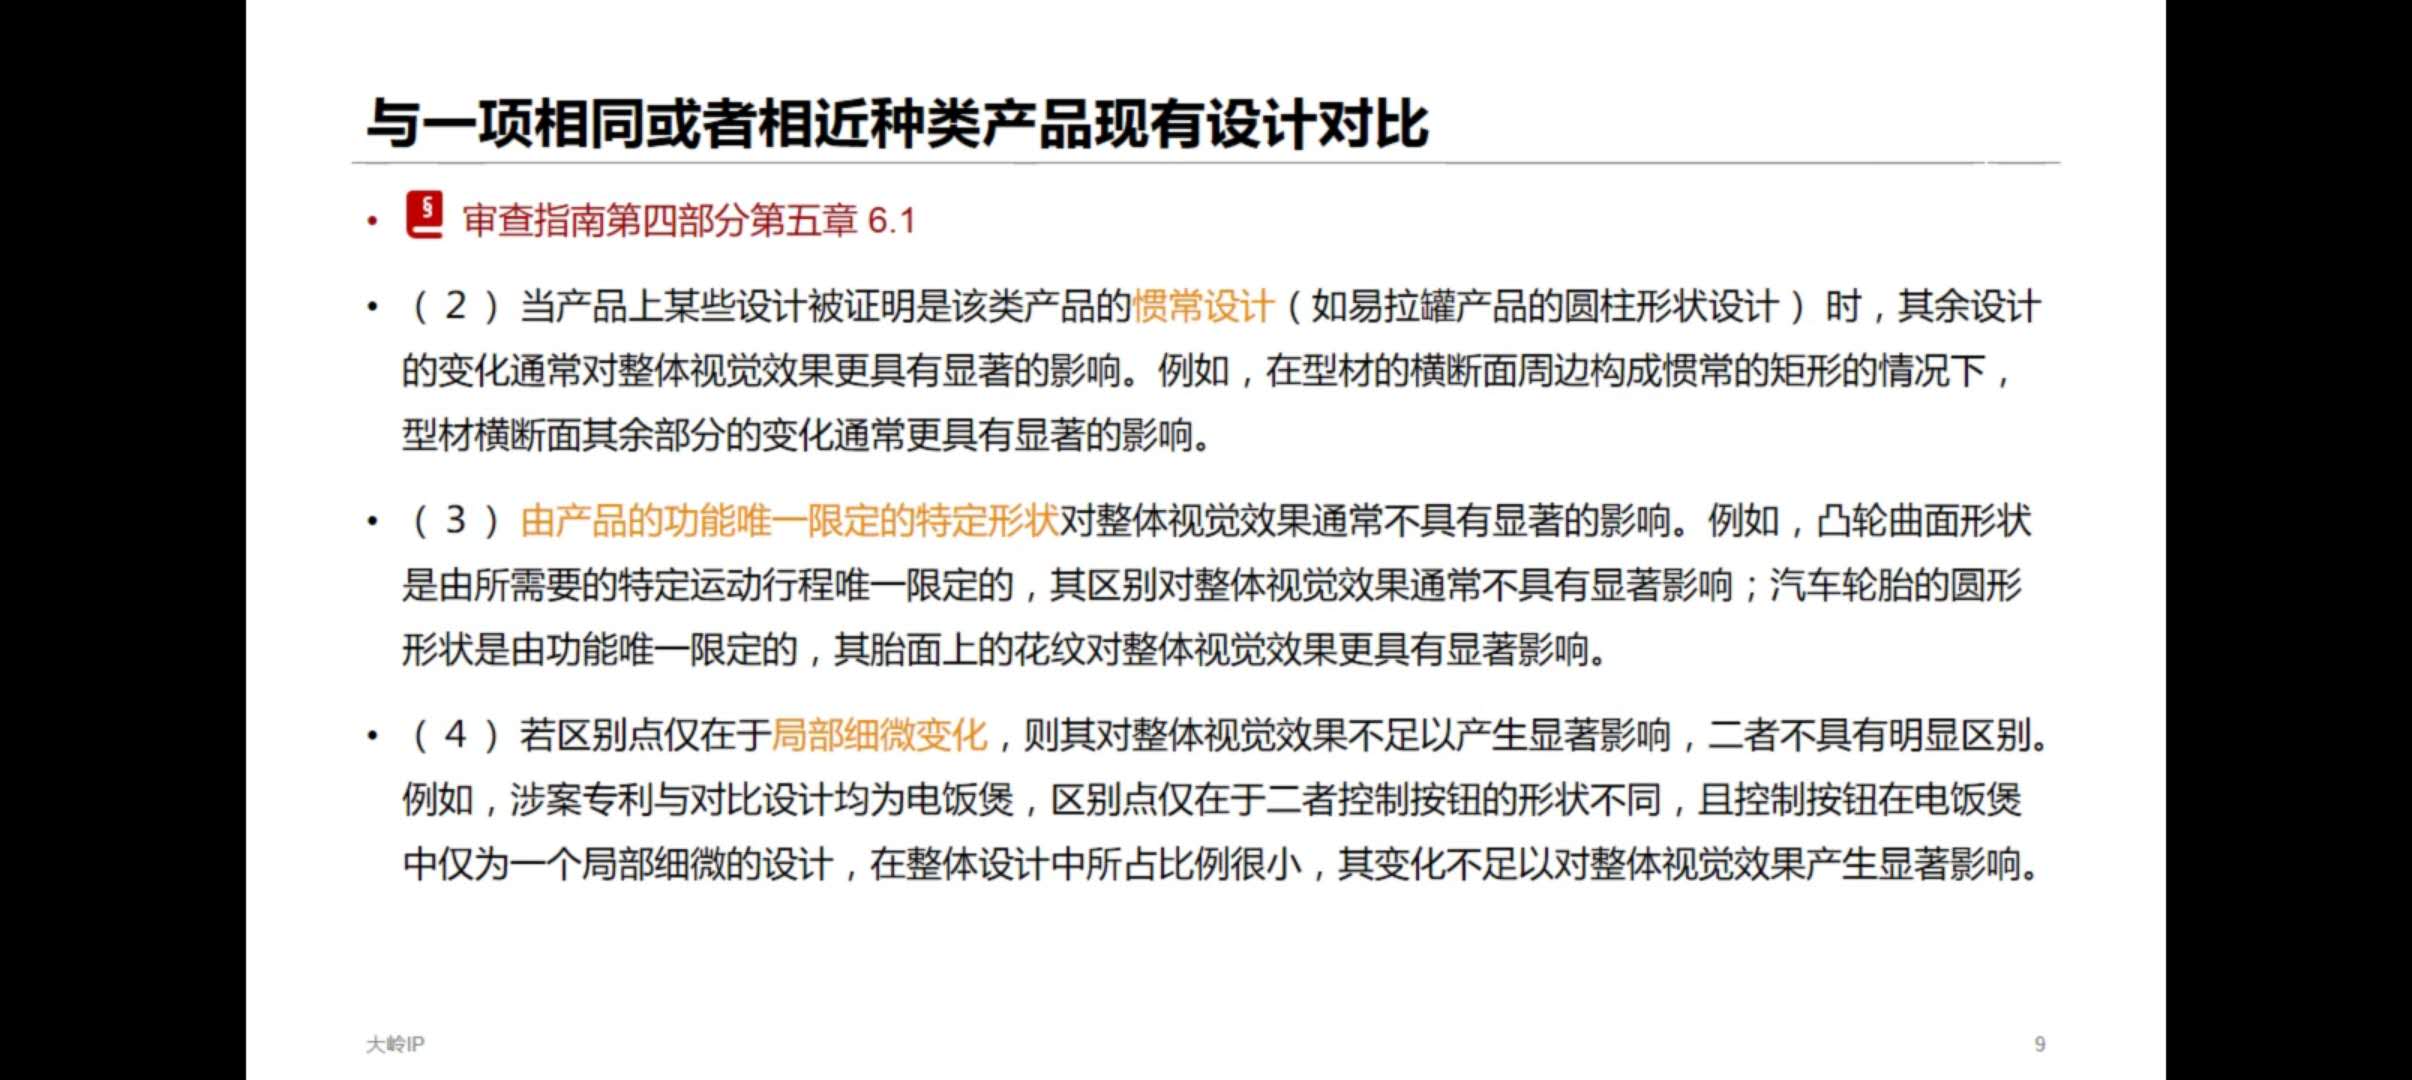 与一项相同或者相近种类产品现有设计对比
• § 审查指南第四部分第五章 6.1
• （2）当产品上某些设计被证明是该类产品的惯常设计（如易拉罐产品的圆柱形状设计）时，其余设计
的变化通常对整体视觉效果更具有显著的影响。例如，在型材的横断面周边构成惯常的矩形的情况下，
型材横断面其余部分的变化通常更具有显著的影响。
• （3）由产品的功能唯一限定的特定形状对整体视觉效果通常不具有显著的影响。例如，凸轮曲面形状
是由所需要的特定运动行程唯一限定的，其区别对整体视觉效果通常不具有显著影响；汽车轮胎的圆形
形状是由功能唯一限定的，其胎面上的花纹对整体视觉效果更具有显著影响。
• （4）若区别点仅在于局部细微变化，则其对整体视觉效果不足以产生显著影响，二者不具有明显区别。
例如，涉案专利与对比设计均为电饭煲，区别点仅在于二者控制按钮的形状不同，且控制按钮在电饭煲
中仅为一个局部细微的设计，在整体设计中所占比例很小，其变化不足以对整体视觉效果产生显著影响。
大岭IP
9